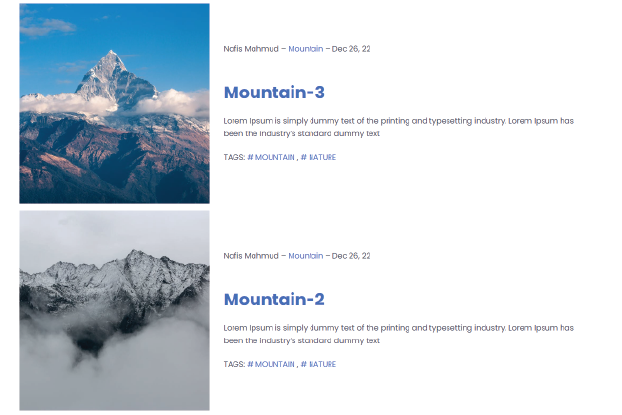 Nafis Mahmud – Mountain – Dec 26, 22
Mountain-3
Lorem Ipsum is simply dummy text of the printing and typesetting industry. Lorem Ipsum has
been the industry's standard dummy text
TAGS: # MOUNTAIN , # NATURE
Nafis Mahmud – Mountain – Dec 26, 22
Mountain-2
Lorem Ipsum is simply dummy text of the printing and typesetting industry. Lorem Ipsum has
been the industry's standard dummy text
TAGS: # MOUNTAIN , # NATURE